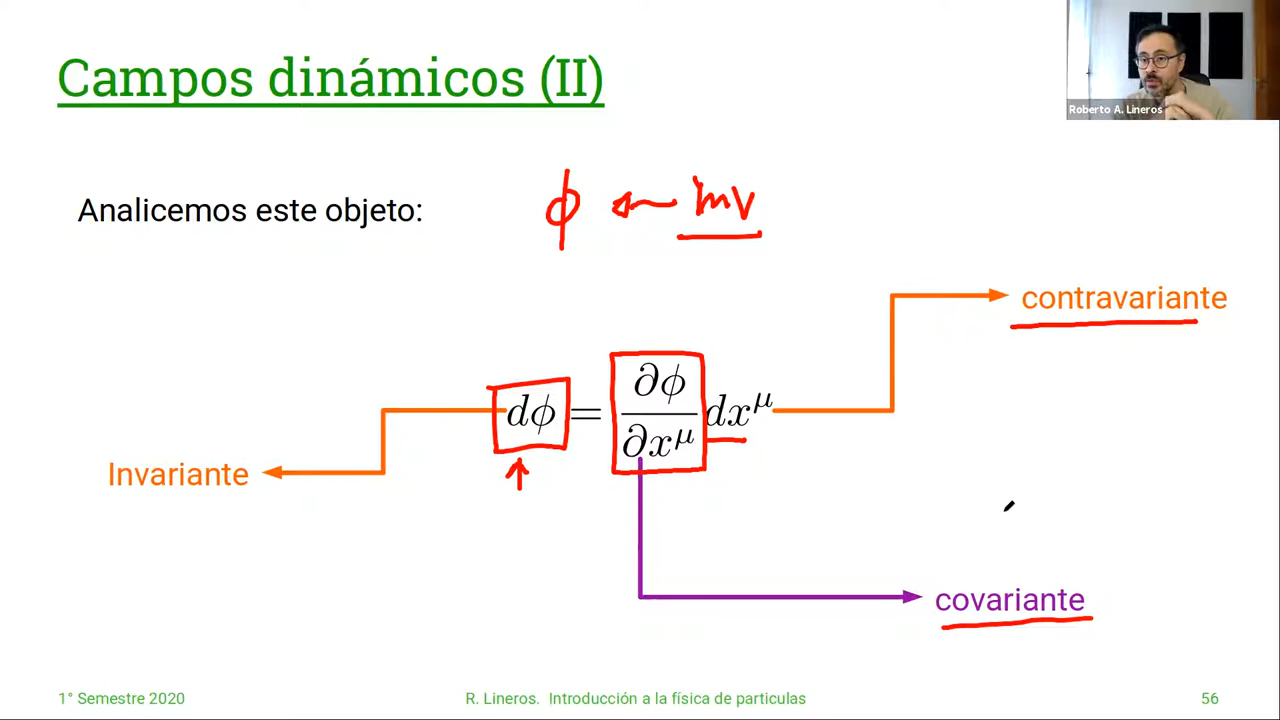 Campos dinámicos (II)
Roberto A. Lineros
Analicemos este objeto:
ϕ ← inv
contravariante
dϕ = ∂ϕ/∂x^μ dx^μ
Invariante
covariante
1° Semestre 2020
R. Lineros. Introducción a la física de particulas
56